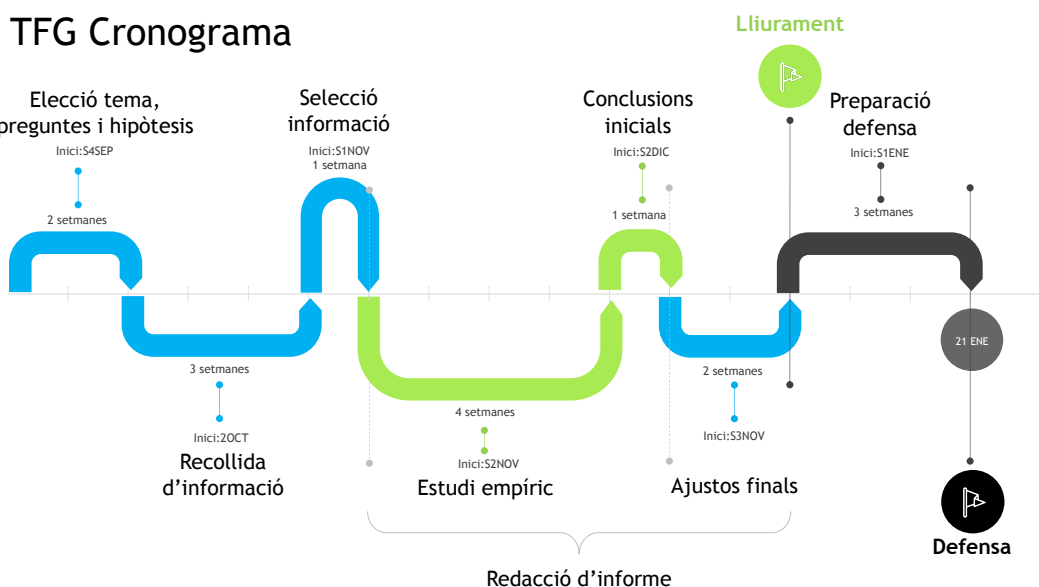 TFG Cronograma
Lliurament
Elecció tema,
preguntes i hipòtesis
Inici:S4SEP
2 setmanes
Selecció
informació
Inici:S1NOV
1 setmana
Conclusions
inicials
Inici:S2DIC
1 setmana
Preparació
defensa
Inici:S1ENE
3 setmanes
21 ENE
3 setmanes
Inici:2OCT
Recollida
d’informació
4 setmanes
Inici:S2NOV
Estudi empíric
2 setmanes
Inici:S3NOV
Ajustos finals
Defensa
Redacció d’informe